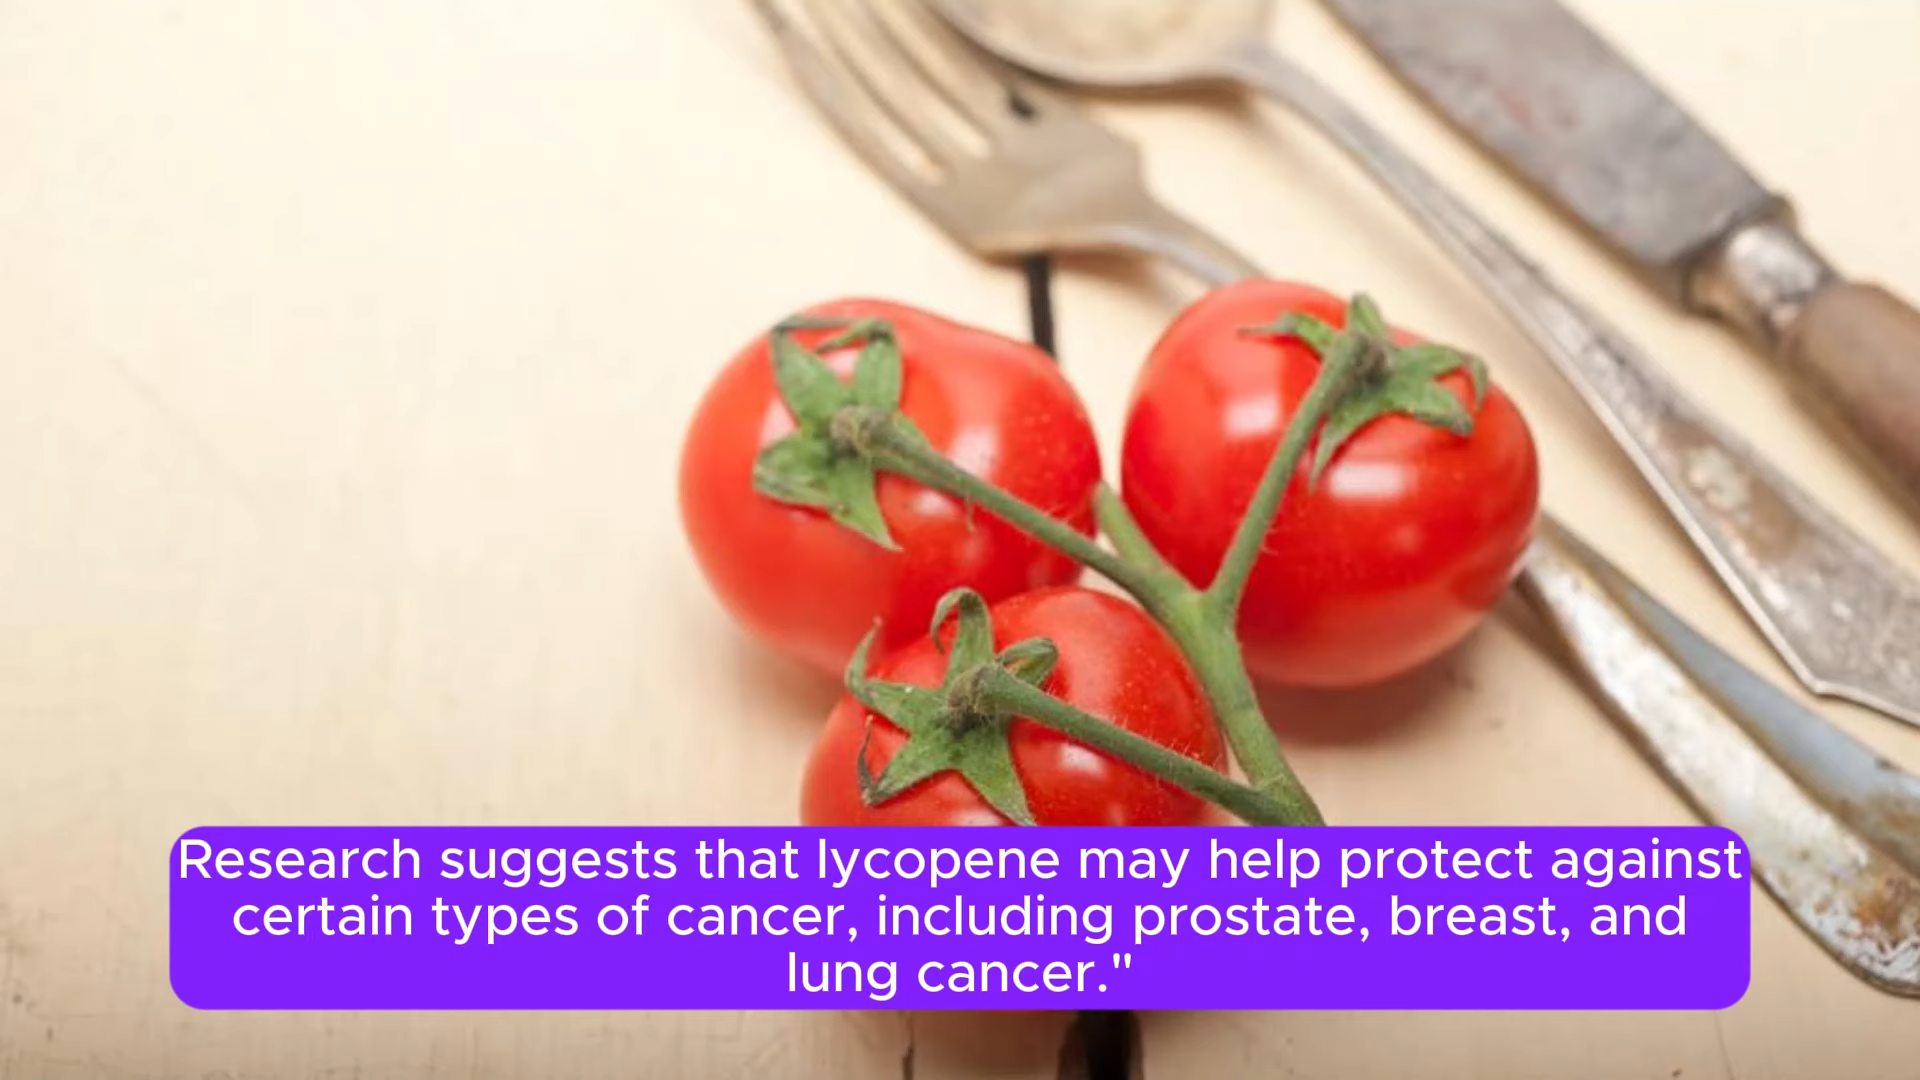 Research suggests that lycopene may help protect against
certain types of cancer, including prostate, breast, and
lung cancer."